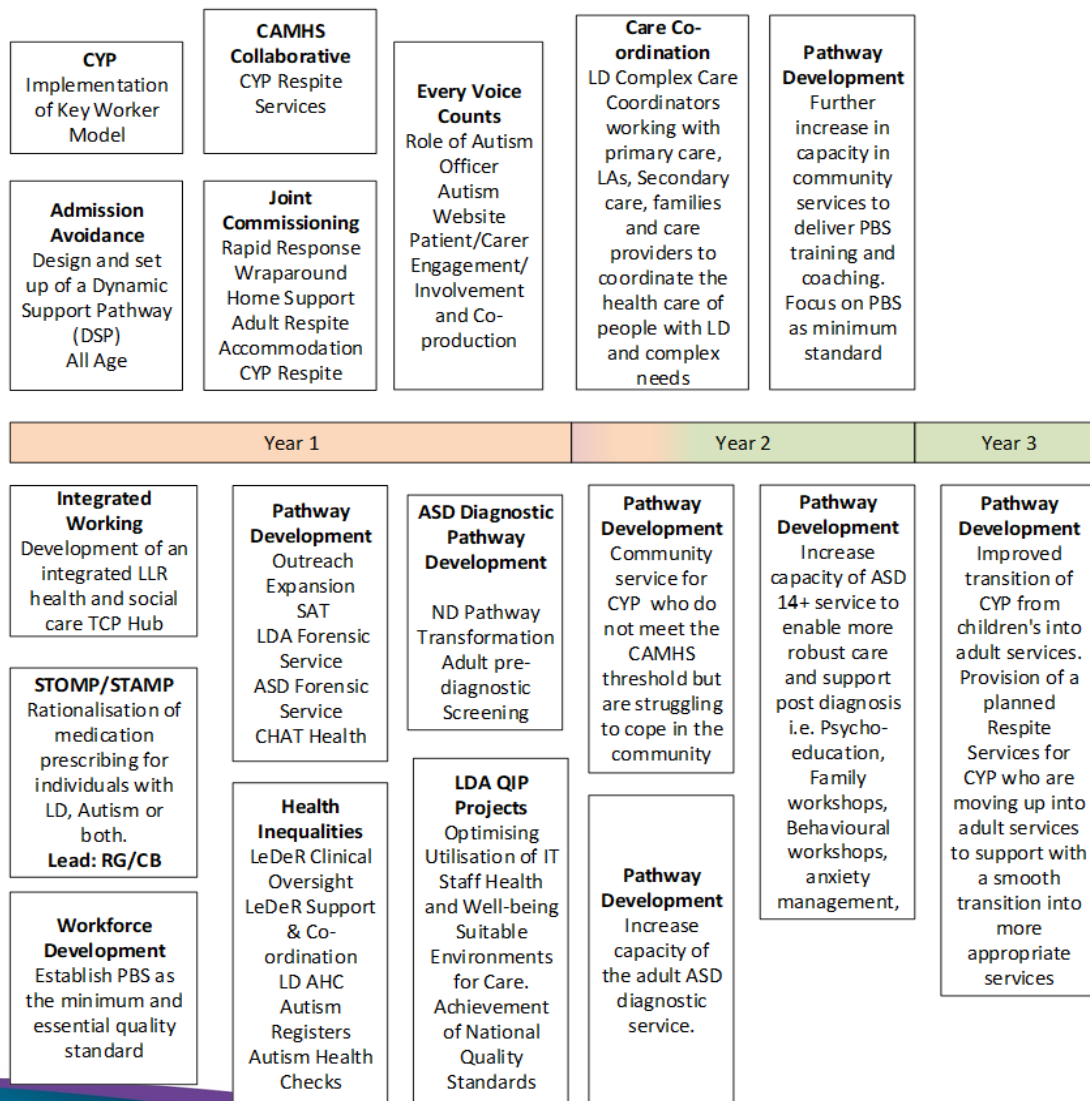 CYP
Implementation
of Key Worker
Model
CAMHS
Collaborative
CYP Respite
Services
Every Voice
Counts
Role of Autism
Officer
Autism
Website
Patient/Carer
Engagement/
Involvement
and Co-
production
Care Co-
ordination
LD Complex Care
Coordinators
working with
primary care,
LAs, Secondary
care, families
and care
providers to
coordinate the
health care of
people with LD
and complex
needs
Pathway
Development
Further
increase in
capacity in
community
services to
deliver PBS
training and
coaching.
Focus on PBS
as minimum
standard
Admission
Avoidance
Design and set
up of a Dynamic
Support Pathway
(DSP)
All Age
Joint
Commissioning
Rapid Response
Wraparound
Home Support
Adult Respite
Accommodation
CYP Respite
Year 1
Year 2
Year 3
Integrated
Working
Development of an
integrated LLR
health and social
care TCP Hub
Pathway
Development
Outreach
Expansion
SAT
LDA Forensic
Service
ASD Forensic
Service
CHAT Health
ASD Diagnostic
Pathway
Development
ND Pathway
Transformation
Adult pre-
diagnostic
Screening
Pathway
Development
Community
service for
CYP who do
not meet the
CAMHS
threshold but
are struggling
to cope in the
community
Pathway
Development
Increase
capacity of ASD
14+ service to
enable more
robust care
and support
post diagnosis
i.e. Psycho-
education,
Family
workshops,
Behavioural
workshops,
anxiety
management,
Pathway
Development
Improved
transition of
CYP from
children's into
adult services.
Provision of a
planned
Respite
Services for
CYP who are
moving up into
adult services
to support with
a smooth
transition into
more
appropriate
services
STOMP/STAMP
Rationalisation of
medication
prescribing for
individuals with
LD, Autism or
both.
Lead: RG/CB
Health
Inequalities
LeDeR Clinical
Oversight
LeDeR Support
& Co-
ordination
LD AHC
Autism
Registers
Autism Health
Checks
LDA QIP
Projects
Optimising
Utilisation of IT
Staff Health
and Well-being
Suitable
Environments
for Care.
Achievement
of National
Quality
Standards
Pathway
Development
Increase
capacity of
the adult ASD
diagnostic
service.
Workforce
Development
Establish PBS as
the minimum and
essential quality
standard